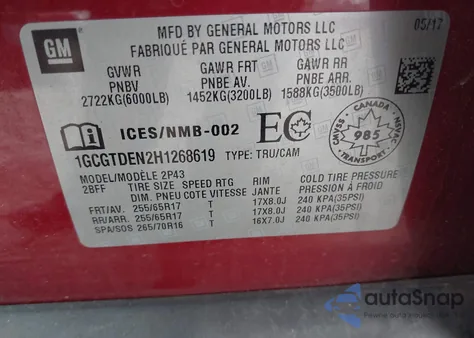 GM
MFD BY GENERAL MOTORS LLC
FABRIQUÉ PAR GENERAL MOTORS LLC
05/17
GVWR GAWR FRT GAWR RR
PNBV PNBE AV. PNBE ARR.
2722KG(6000LB) 1452KG(3200LB) 1588KG(3500LB)
ICES/NMB-002 EC
CANADA
CMVSS 985 NSVAC
TRANSPORT
1GCGTDEN2H1268619 TYPE: TRU/CAM
MODEL/MODÈLE 2P43
2BFF TIRE SIZE SPEED RTG RIM COLD TIRE PRESSURE
DIM. PNEU COTE VITESSE JANTE PRESSION À FROID
FRT/AV. 255/65R17 T 17X8.0J 240 KPA(35PSI)
RR/ARR. 255/65R17 T 17X8.0J 240 KPA(35PSI)
SPA/SOS 265/70R16 T 16X7.0J 240 KPA(35PSI)
autoSnap